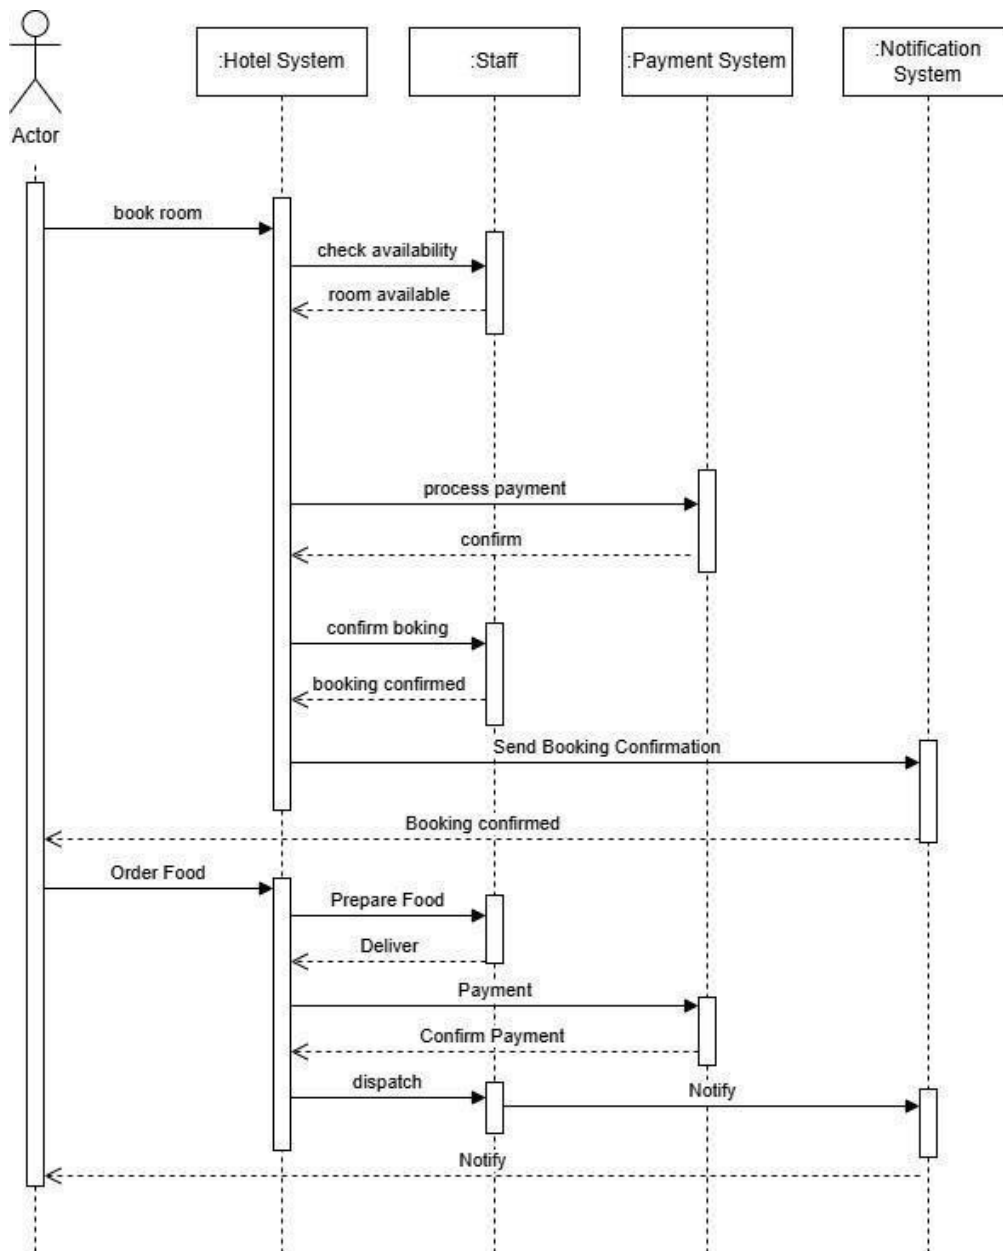 :Hotel System
:Staff
:Payment System
:Notification
System
Actor
book room
check availability
room available
process payment
confirm
confirm boking
booking confirmed
Send Booking Confirmation
Booking confirmed
Order Food
Prepare Food
Deliver
Payment
Confirm Payment
dispatch
Notify
Notify